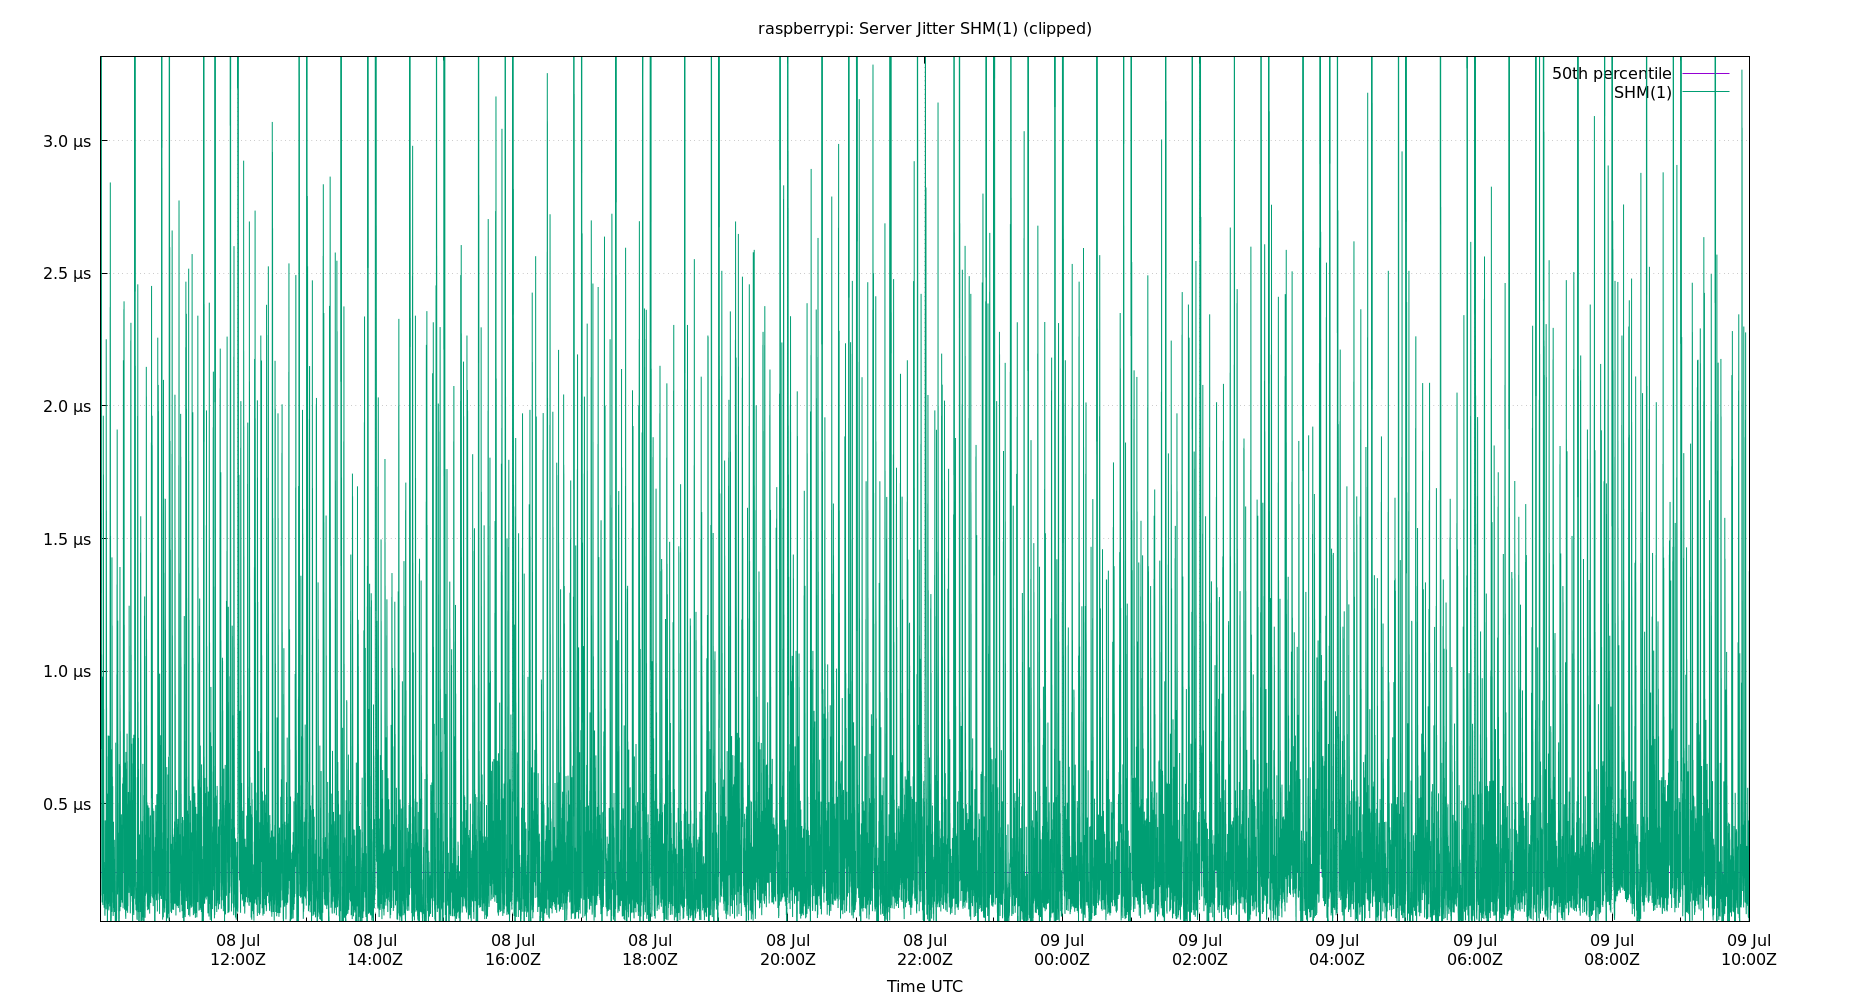 raspberrypi: Server Jitter SHM(1) (clipped)
50th percentile
SHM(1)
3.0 μs
2.5 μs
2.0 μs
1.5 μs
1.0 μs
0.5 μs
08 Jul 08 Jul 08 Jul 08 Jul 08 Jul 08 Jul 09 Jul 09 Jul 09 Jul 09 Jul 09 Jul 09 Jul
12:00Z 14:00Z 16:00Z 18:00Z 20:00Z 22:00Z 00:00Z 02:00Z 04:00Z 06:00Z 08:00Z 10:00Z
Time UTC